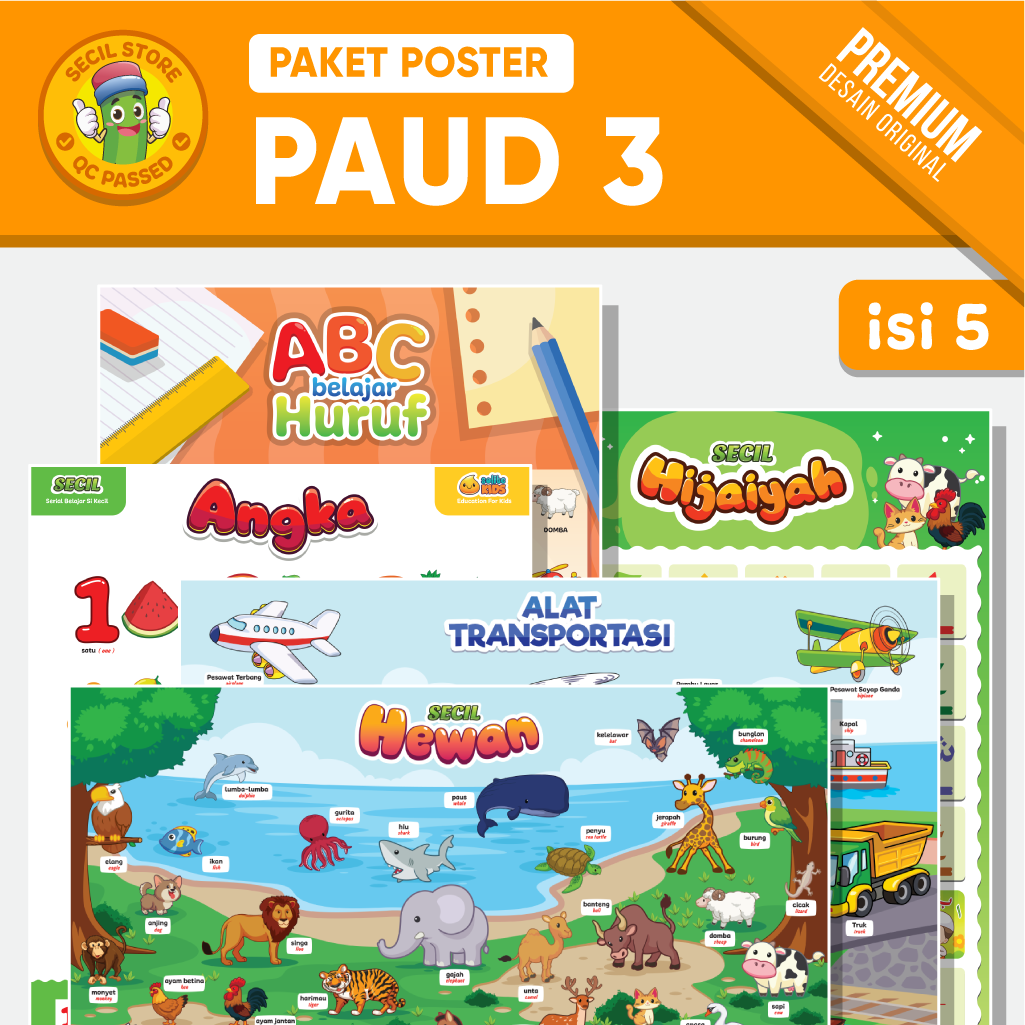 SECIL STORE
QC PASSED
PAKET POSTER
PAUD 3
PREMIUM
DESAIN ORIGINAL
isi 5
ABC
belajar
Huruf
SECIL
Hijaiyah
SECIL
Serial Belajar Si Kecil
Angka
KIDS
Education For Kids
DOMBA
1
satu (one)
ALAT
TRANSPORTASI
Pesawat Terbang
Pesawat Sayap Ganda
biplane
Kapal
ship
Truk
truck
SECIL
Hewan
kelelawar
bat
bunglon
chameleon
lumba-lumba
dolphin
paus
whale
gurita
octopus
hiu
shark
jerapah
giraffe
penyu
sea turtle
burung
bird
elang
eagle
ikan
fish
anjing
dog
banteng
bull
cicak
lizard
singa
lion
domba
sheep
gajah
elephant
monyet
monkey
ayam betina
hen
harimau
tiger
unta
camel
sapi
cow
ayam jantan